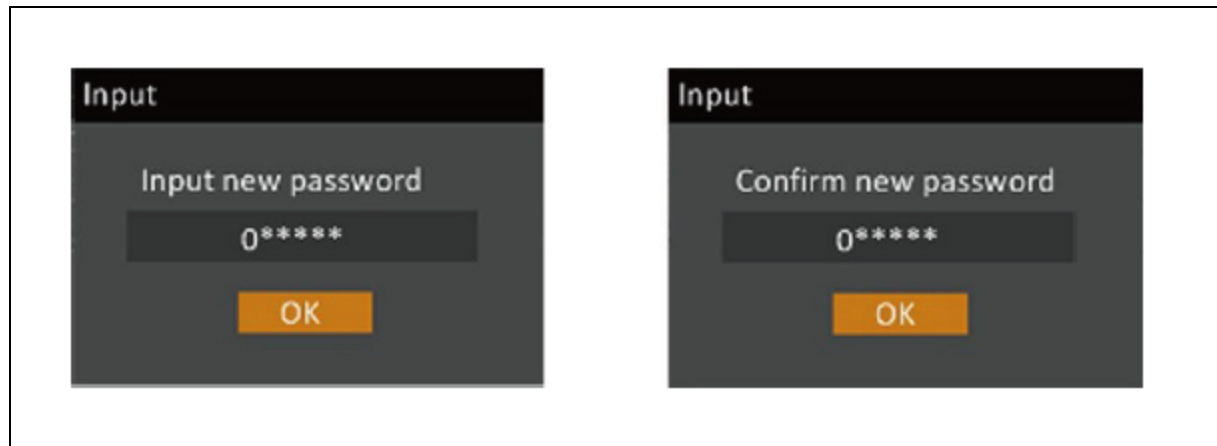 Input
Input new password
0*****
OK
Input
Confirm new password
0*****
OK